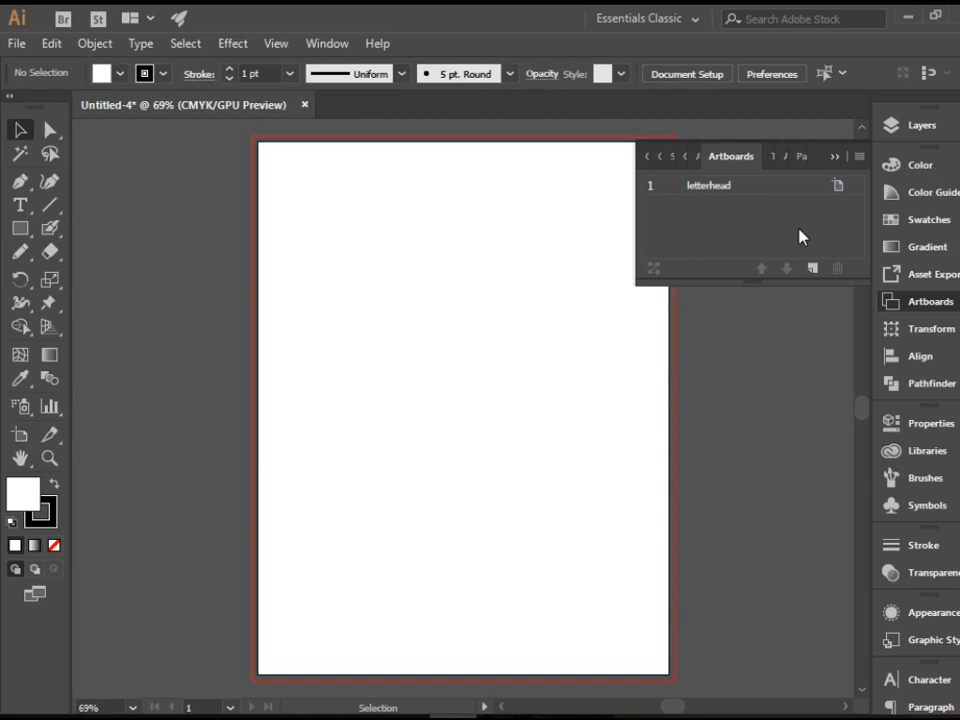 Ai Br St Essentials Classic Search Adobe Stock
File Edit Object Type Select Effect View Window Help
No Selection Stroke: 1 pt Uniform 5 pt. Round Opacity Style: Document Setup Preferences
Untitled-4* @ 69% (CMYK/GPU Preview)
Artboards Pa
1 letterhead
Layers
Color
Color Guide
Swatches
Gradient
Asset Expor
Artboards
Transform
Align
Pathfinder
Properties
Libraries
Brushes
Symbols
Stroke
Transparen
Appearance
Graphic Sty
Character
Paragraph
69% 1 Selection